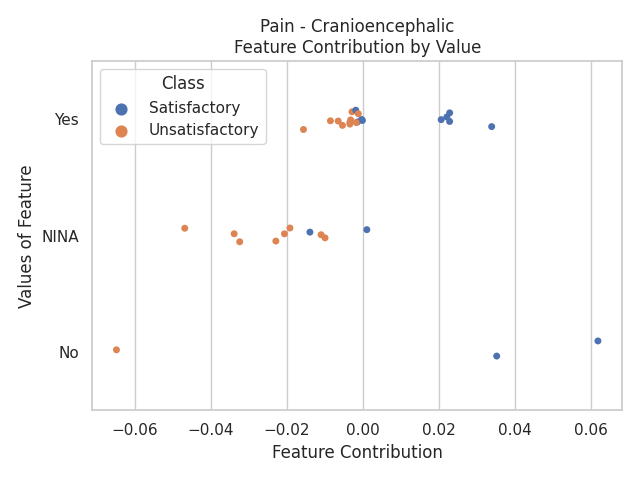 Pain - Cranioencephalic
Feature Contribution by Value
Class
Satisfactory
Unsatisfactory
Yes
NINA
No
Values of Feature
−0.06 −0.04 −0.02 0.00 0.02 0.04 0.06
Feature Contribution